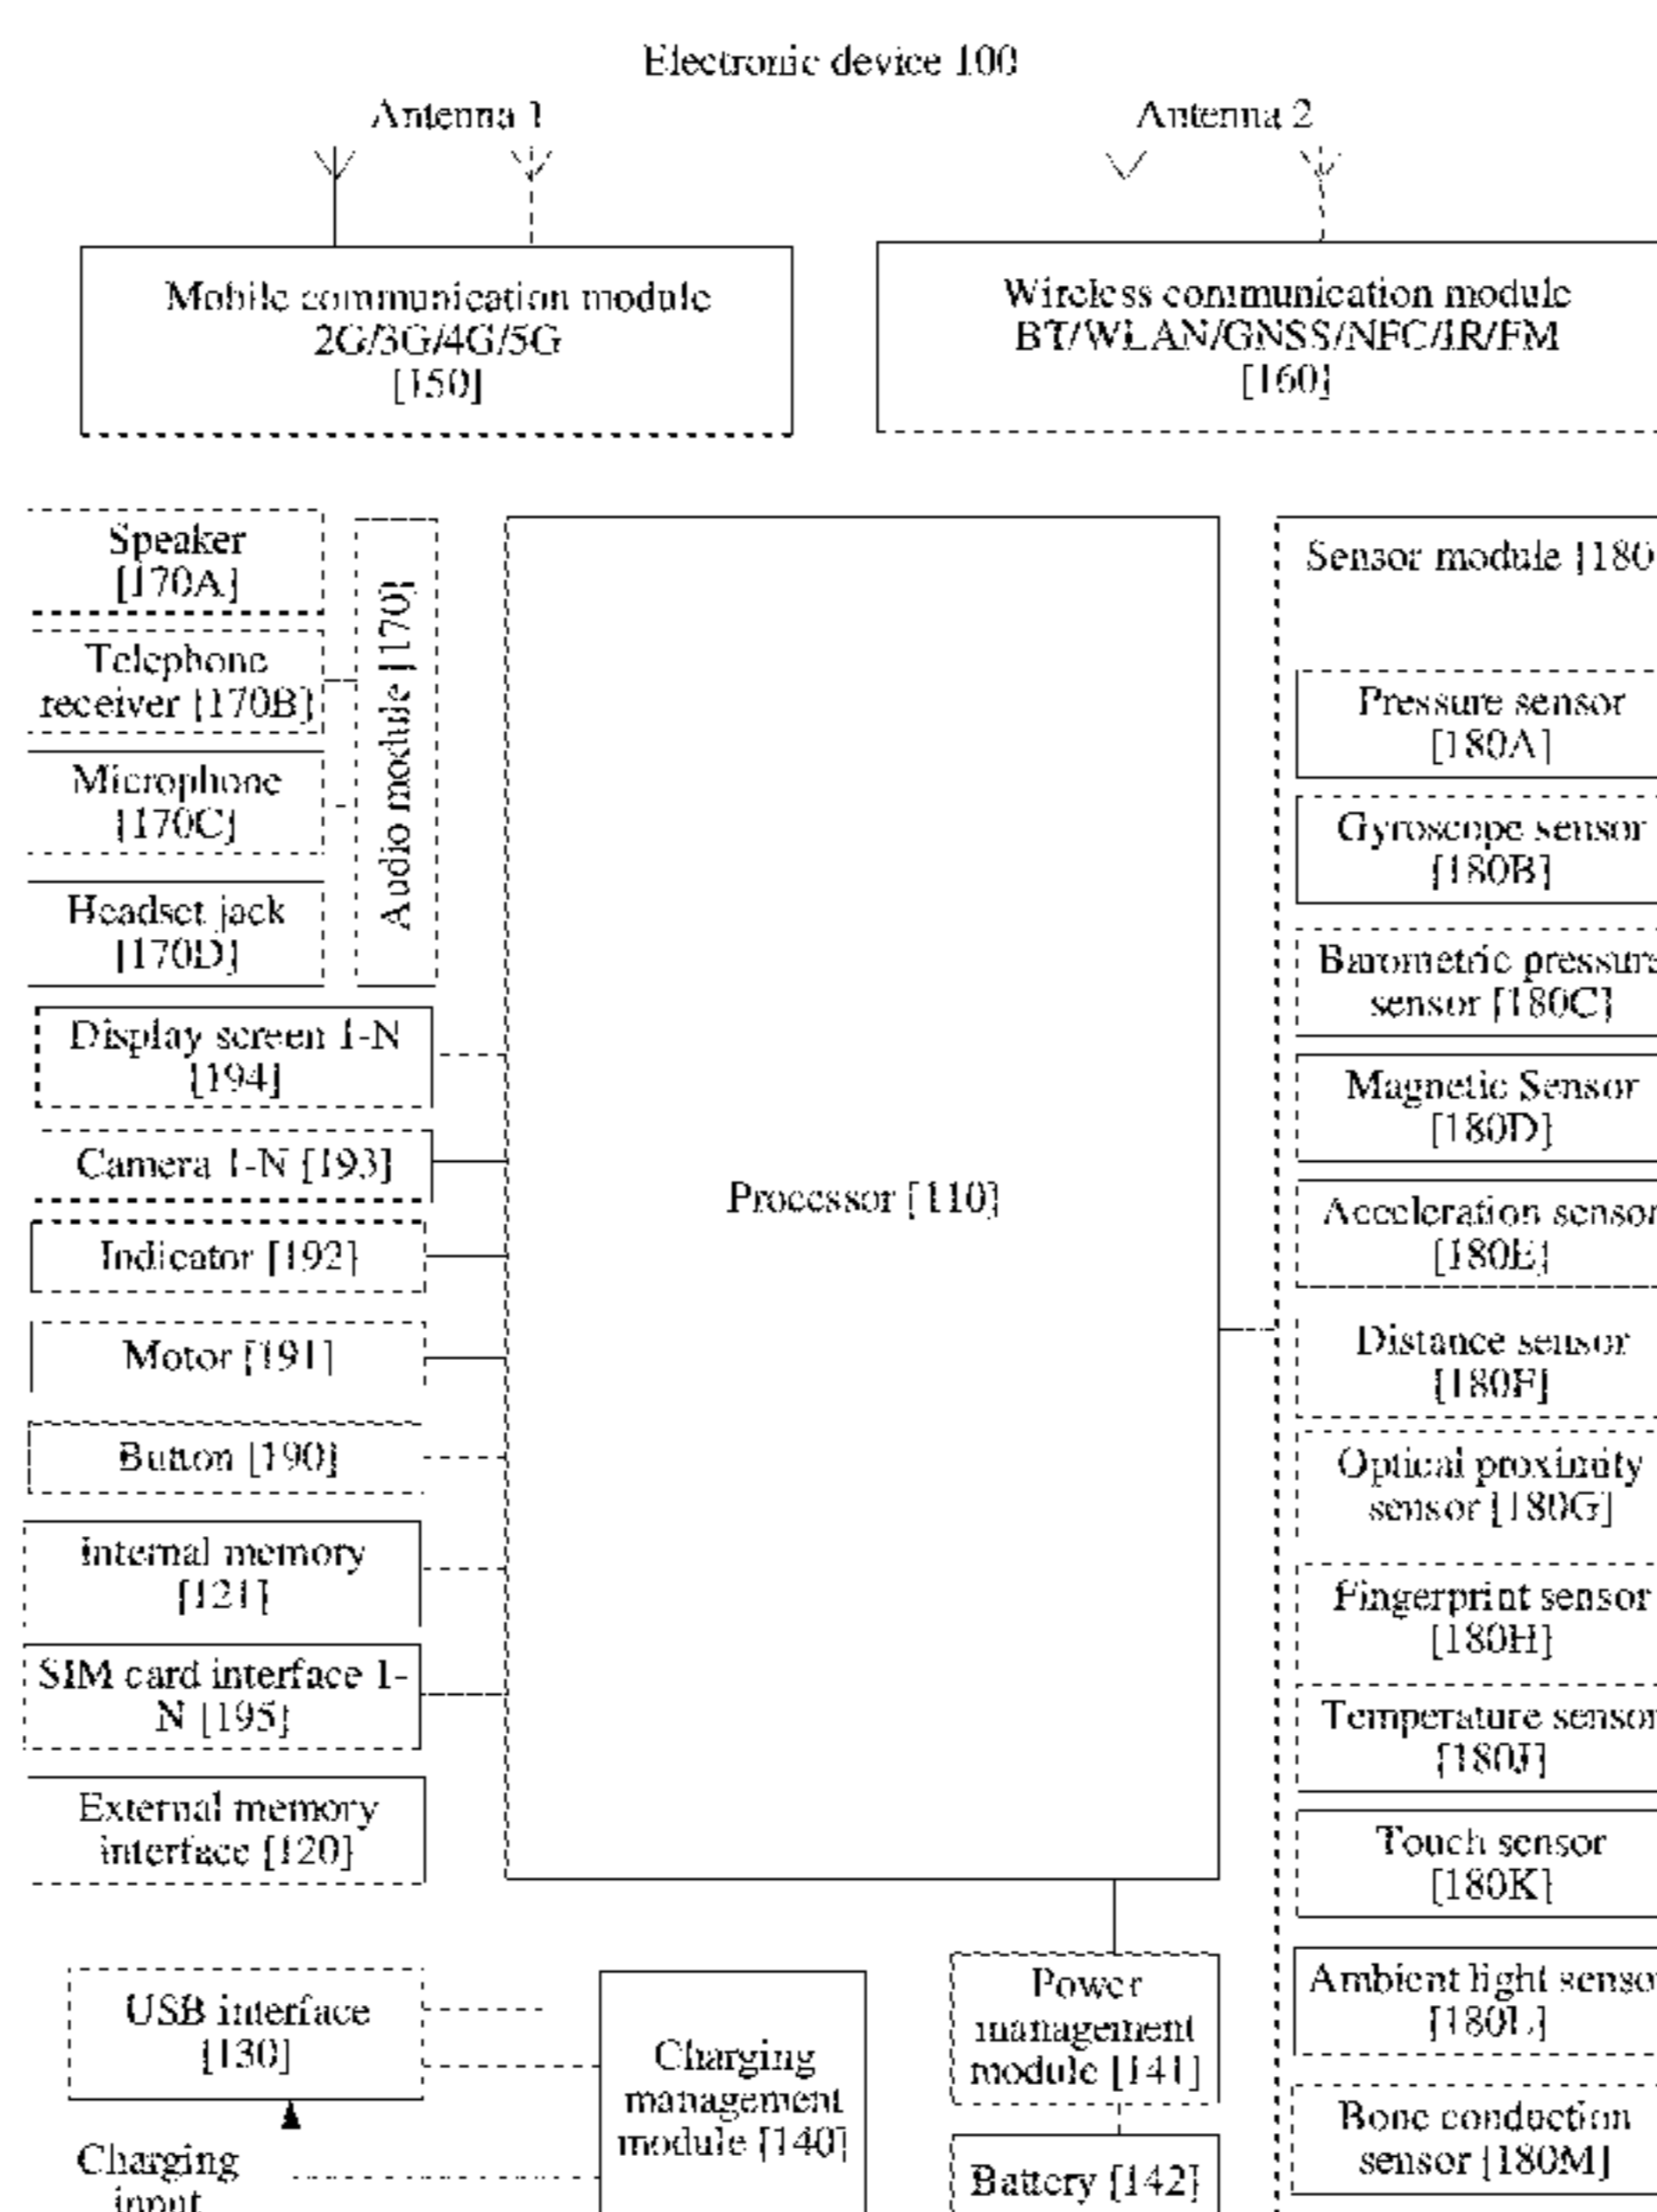 Electronic device 100
Antenna 1
Antenna 2
Mobile communication module
2G/3G/4G/5G
[150]
Wireless communication module
BT/WLAN/GNSS/NFC/IR/FM
[160]
Speaker
[170A]
Telephone
receiver [170B]
Microphone
[170C]
Headset jack
[170D]
Audio module [170]
Display screen 1-N
[194]
Camera 1-N [193]
Indicator [192]
Motor [191]
Button [190]
Internal memory
[121]
SIM card interface 1-
N [195]
External memory
interface [120]
Processor [110]
Sensor module [180
Pressure sensor
[180A]
Gyroscope sensor
[180B]
Barometric pressure
sensor [180C]
Magnetic Sensor
[180D]
Acceleration sensor
[180E]
Distance sensor
[180F]
Optical proximity
sensor [180G]
Fingerprint sensor
[180H]
Temperature sensor
[180J]
Touch sensor
[180K]
Ambient light sensor
[180L]
Bone conduction
sensor [180M]
USB interface
[130]
Charging
input
Charging
management
module [140]
Power
management
module [141]
Battery [142]